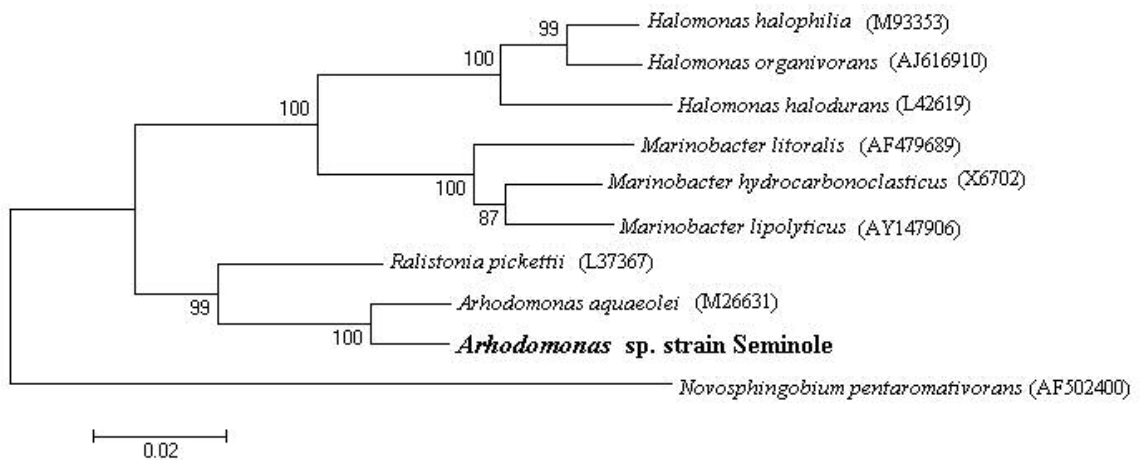 99
Halomonas halophilia (M93353)
100
Halomonas organivorans (AJ616910)
100
Halomonas halodurans (L42619)
Marinobacter litoralis (AF479689)
100
Marinobacter hydrocarbonoclasticus (X6702)
87
Marinobacter lipolyticus (AY147906)
Ralistonia pickettii (L37367)
99
Arhodomonas aquaeolei (M26631)
100
Arhodomonas sp. strain Seminole
Novosphingobium pentaromativorans (AF502400)
0.02